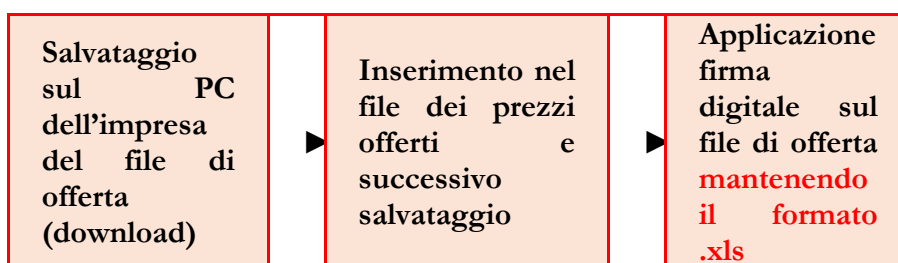 Salvataggio
sul PC
dell’impresa
del file di
offerta
(download)
Inserimento nel
file dei prezzi
offerti e
successivo
salvataggio
Applicazione
firma
digitale sul
file di offerta
mantenendo
il formato
.xls